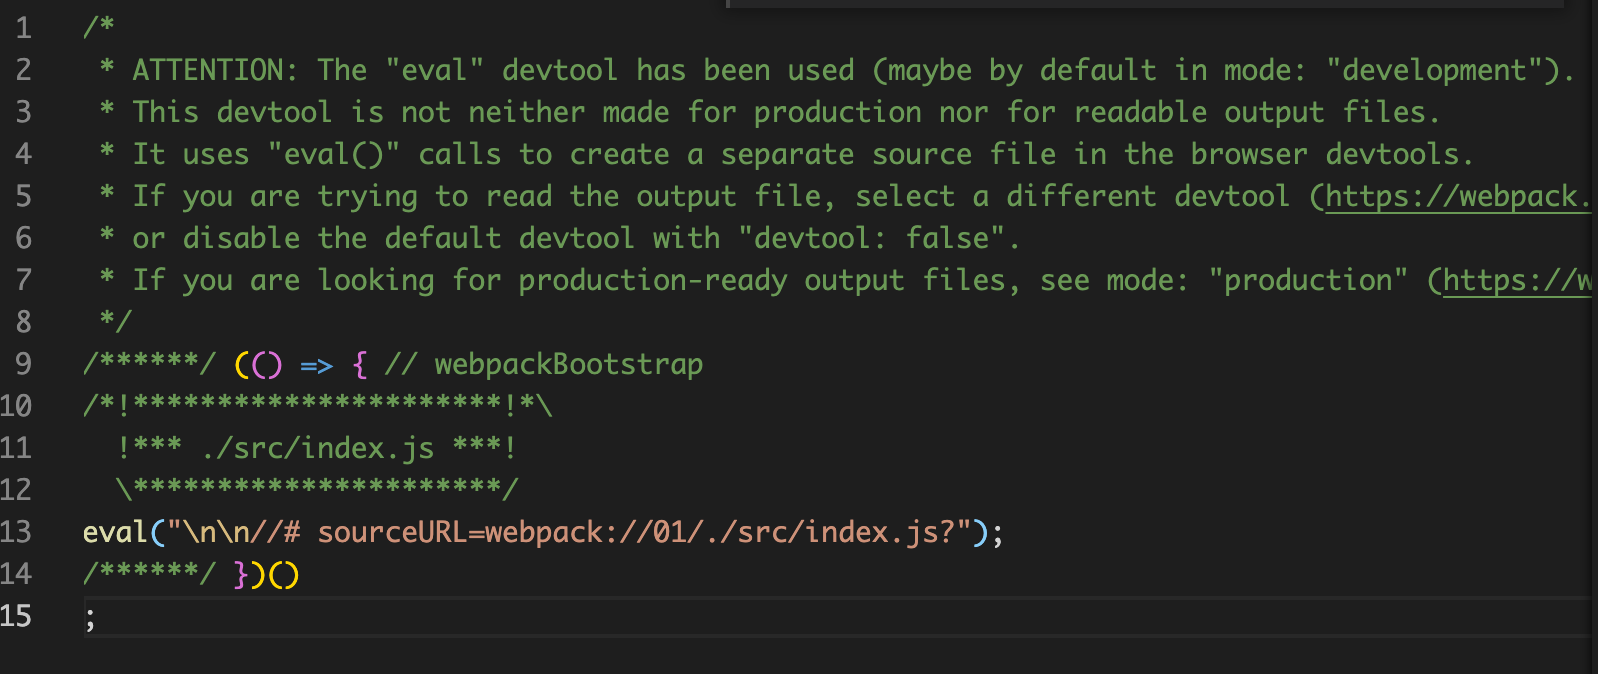 1 /*
2  * ATTENTION: The "eval" devtool has been used (maybe by default in mode: "development").
3  * This devtool is not neither made for production nor for readable output files.
4  * It uses "eval()" calls to create a separate source file in the browser devtools.
5  * If you are trying to read the output file, select a different devtool (https://webpack.
6  * or disable the default devtool with "devtool: false".
7  * If you are looking for production-ready output files, see mode: "production" (https://w
8  */
9 /******/ (() => { // webpackBootstrap
10 /*!**********************!*\
11   !*** ./src/index.js ***!
12   \**********************/
13 eval("\n\n//# sourceURL=webpack://01/./src/index.js?");
14 /******/ })()
15 ;